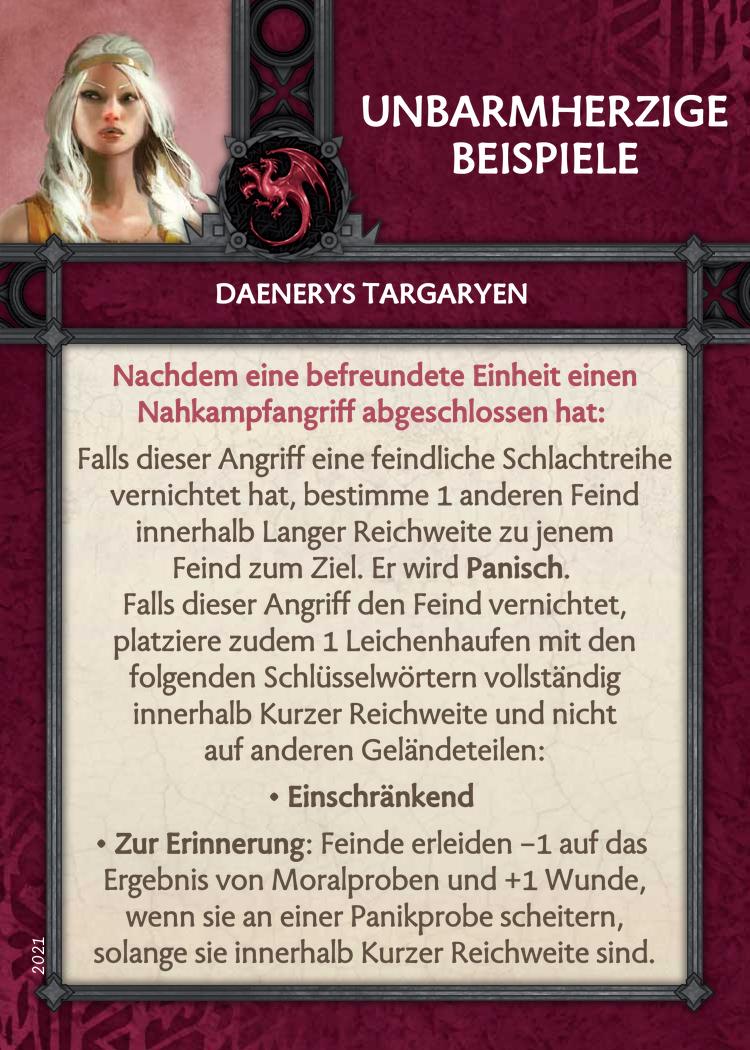 UNBARMHERZIGE
BEISPIELE
DAENERYS TARGARYEN
Nachdem eine befreundete Einheit einen
Nahkampfangriff abgeschlossen hat:
Falls dieser Angriff eine feindliche Schlachtreihe
vernichtet hat, bestimme 1 anderen Feind
innerhalb Langer Reichweite zu jenem
Feind zum Ziel. Er wird Panisch.
Falls dieser Angriff den Feind vernichtet,
platziere zudem 1 Leichenhaufen mit den
folgenden Schlüsselwörtern vollständig
innerhalb Kurzer Reichweite und nicht
auf anderen Geländeteilen:
• Einschränkend
• Zur Erinnerung: Feinde erleiden −1 auf das
Ergebnis von Moralproben und +1 Wunde,
wenn sie an einer Panikprobe scheitern,
solange sie innerhalb Kurzer Reichweite sind.
2021